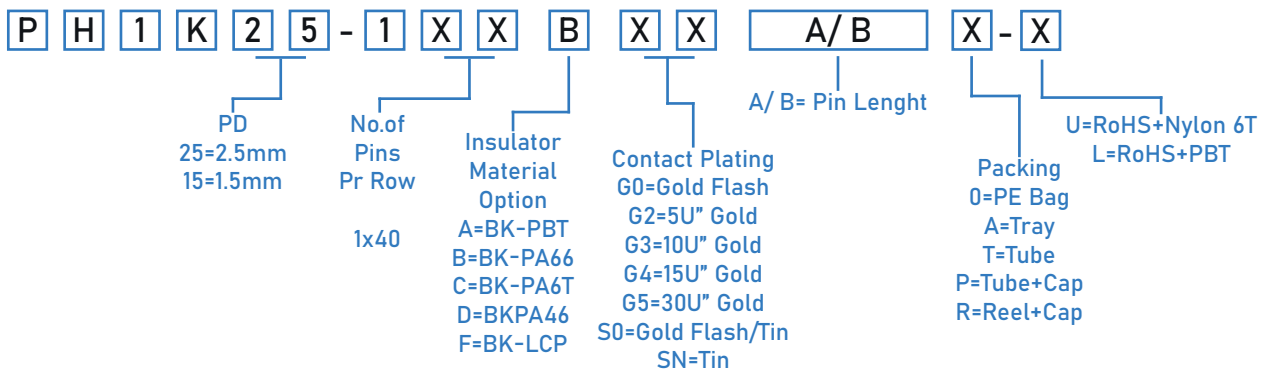 P H 1 K 2 5 - 1 X X B X X A/ B X - X
PD
25=2.5mm
15=1.5mm
No.of
Pins
Pr Row
1x40
Insulator
Material
Option
A=BK-PBT
B=BK-PA66
C=BK-PA6T
D=BKPA46
F=BK-LCP
Contact Plating
G0=Gold Flash
G2=5U” Gold
G3=10U” Gold
G4=15U” Gold
G5=30U” Gold
S0=Gold Flash/Tin
SN=Tin
A/ B= Pin Lenght
Packing
0=PE Bag
A=Tray
T=Tube
P=Tube+Cap
R=Reel+Cap
U=RoHS+Nylon 6T
L=RoHS+PBT